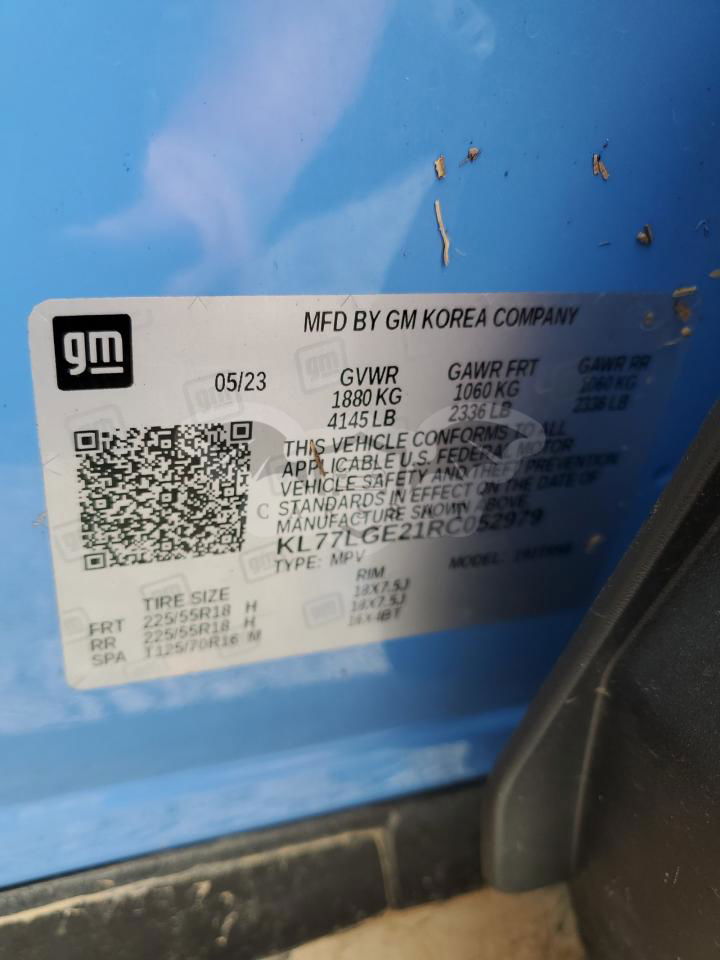 gm
MFD BY GM KOREA COMPANY
05/23
GVWR GAWR FRT GAWR RR
1880 KG 1060 KG 1060 KG
4145 LB 2336 LB 2336 LB
THIS VEHICLE CONFORMS TO ALL
APPLICABLE U.S. FEDERAL MOTOR
VEHICLE SAFETY AND THEFT PREVENTION
STANDARDS IN EFFECT ON THE DATE OF
MANUFACTURE SHOWN ABOVE.
KL77LGE21RC052979
TYPE: MPV MODEL:
TIRE SIZE RIM
FRT 225/55R18 H 18X7.5J
RR 225/55R18 H 18X7.5J
SPA T125/70R16 M 16X4BT